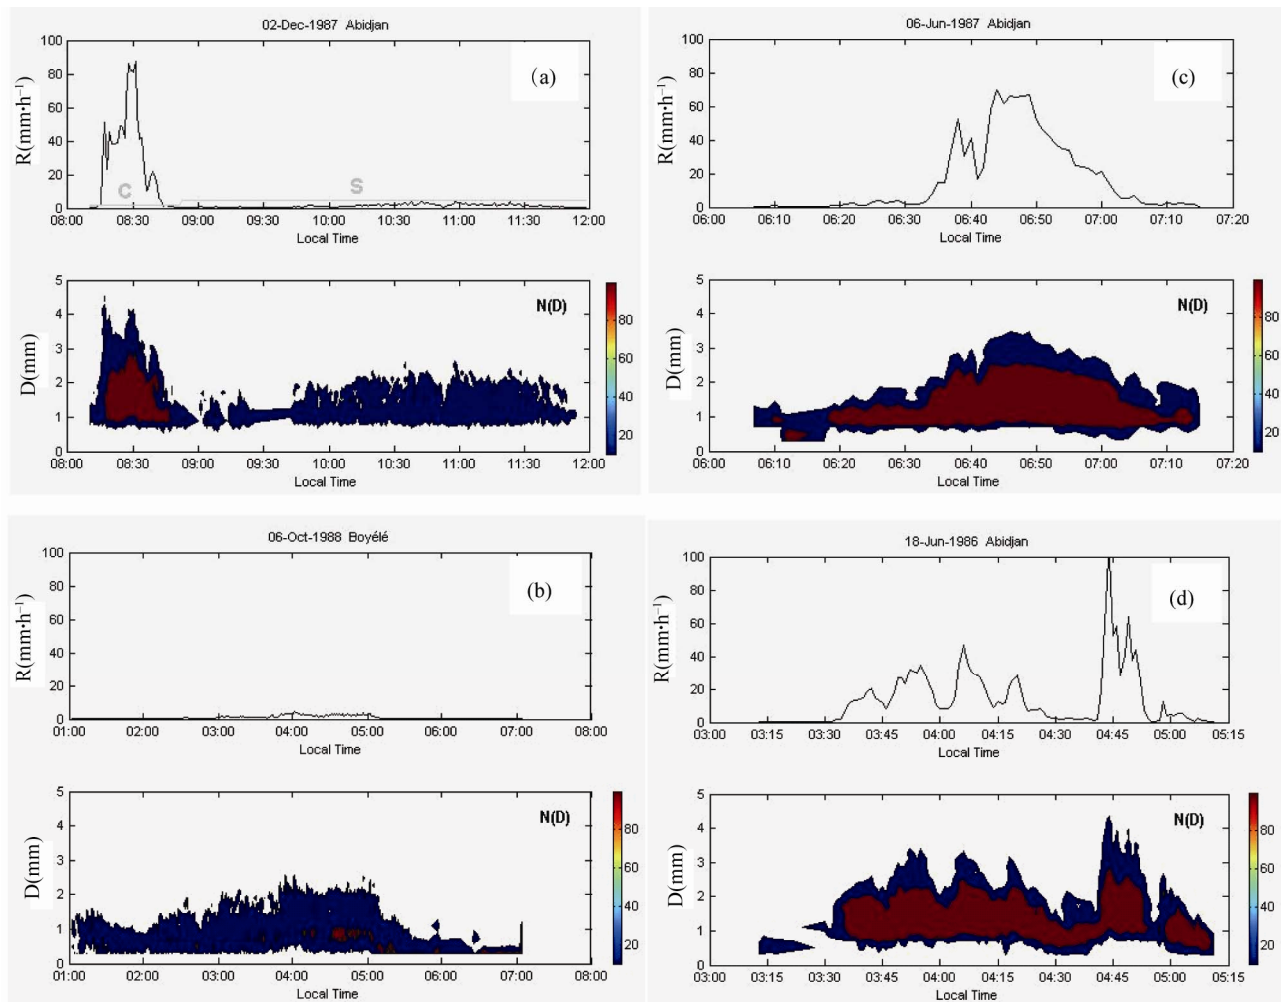 02-Dec-1987 Abidjan
R(mm·h⁻¹)
100
80
60
40
20
0
(a)
C
S
08:00 08:30 09:00 09:30 10:00 10:30 11:00 11:30 12:00
Local Time
D(mm)
5
4
3
2
1
0
N(D)
80
60
40
20
08:00 08:30 09:00 09:30 10:00 10:30 11:00 11:30 12:00
Local Time
06-Jun-1987 Abidjan
R(mm·h⁻¹)
100
80
60
40
20
0
(c)
06:00 06:10 06:20 06:30 06:40 06:50 07:00 07:10 07:20
Local Time
D(mm)
5
4
3
2
1
0
N(D)
80
60
40
20
06:00 06:10 06:20 06:30 06:40 06:50 07:00 07:10 07:20
Local Time
06-Oct-1988 Boyélé
R(mm·h⁻¹)
100
80
60
40
20
0
(b)
01:00 02:00 03:00 04:00 05:00 06:00 07:00 08:00
Local Time
D(mm)
5
4
3
2
1
0
N(D)
80
60
40
20
01:00 02:00 03:00 04:00 05:00 06:00 07:00 08:00
Local Time
18-Jun-1986 Abidjan
R(mm·h⁻¹)
100
80
60
40
20
0
(d)
03:00 03:15 03:30 03:45 04:00 04:15 04:30 04:45 05:00 05:15
Local Time
D(mm)
5
4
3
2
1
0
N(D)
80
60
40
20
03:00 03:15 03:30 03:45 04:00 04:15 04:30 04:45 05:00 05:15
Local Time